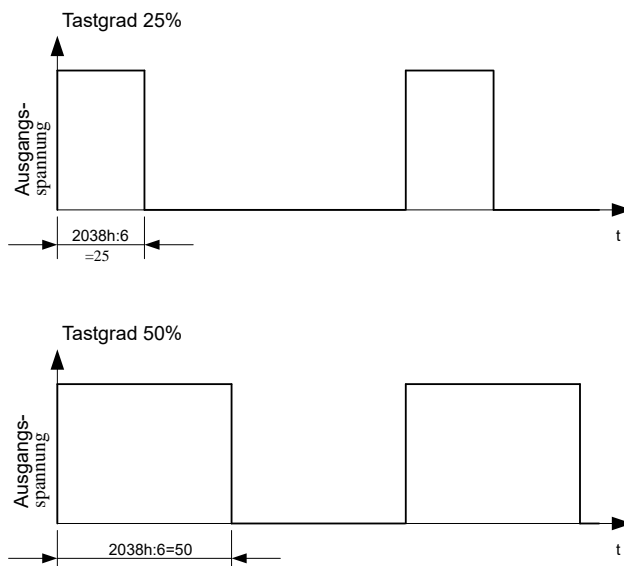 Tastgrad 25%
Ausgangs-
spannung
t
2038h:6
=25
Tastgrad 50%
Ausgangs-
spannung
t
2038h:6=50